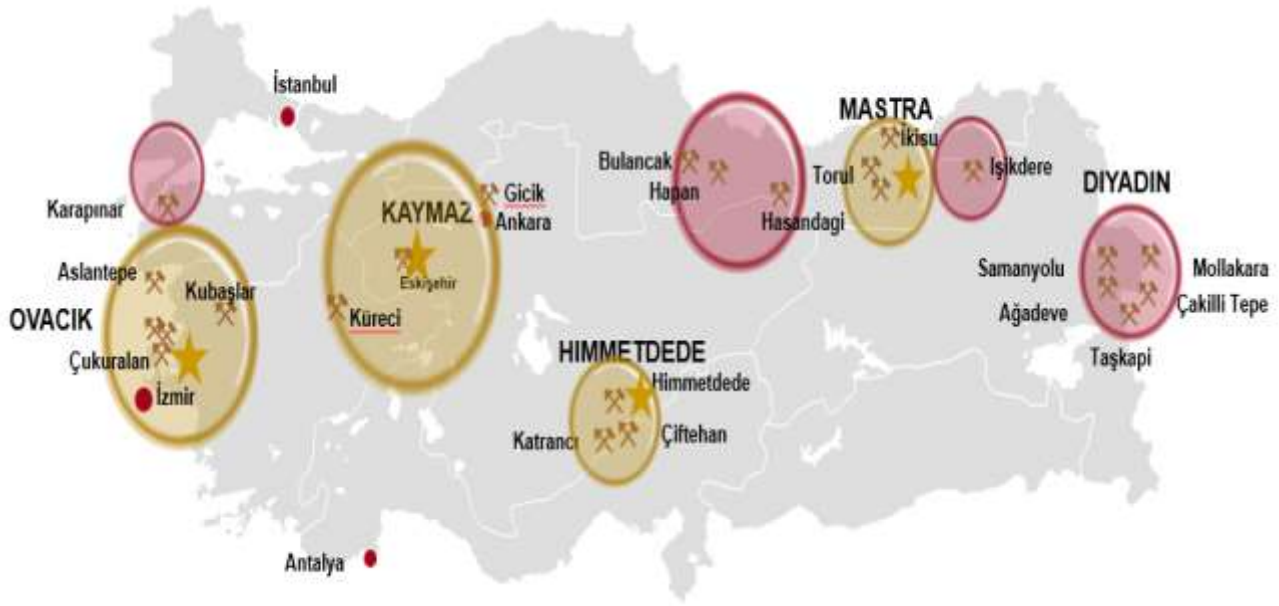 İstanbul
MASTRA
İkisu
Bulancak
Hapan
Torul
Işikdere
Gicik
DIYADIN
Karapınar
KAYMAZ
Ankara
Hasandagi
Aslantepe
Samanyolu
Mollakara
Kubaşlar
Eskişehir
OVACIK
Küreci
Ağadeve
Çakilli Tepe
Çukuralan
HIMMETDEDE
Taşkapi
Himmetdede
İzmir
Katrancı
Çiftehan
Antalya